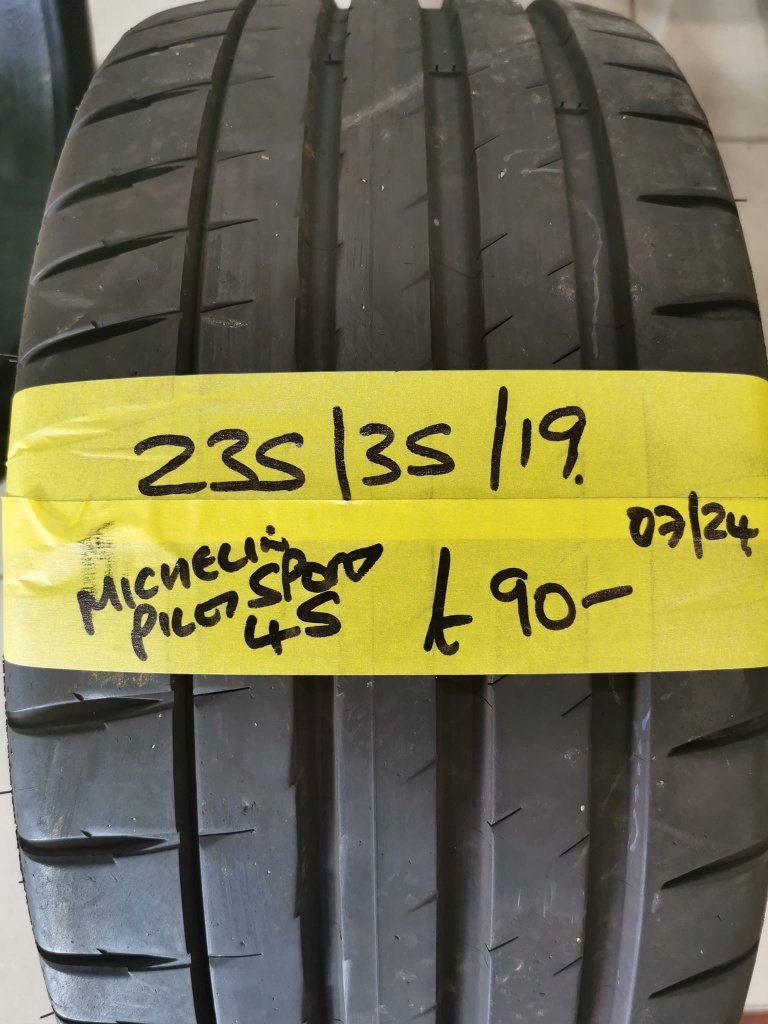 235/35/19.
07/24
MICHELIN
PILOT SPORT
4S
t 90-